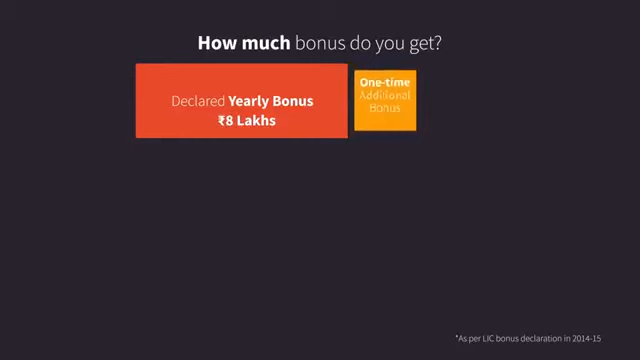 How much bonus do you get?
Declared Yearly Bonus
₹8 Lakhs
One-time
Additional
Bonus
*As per LIC bonus declaration in 2014-15